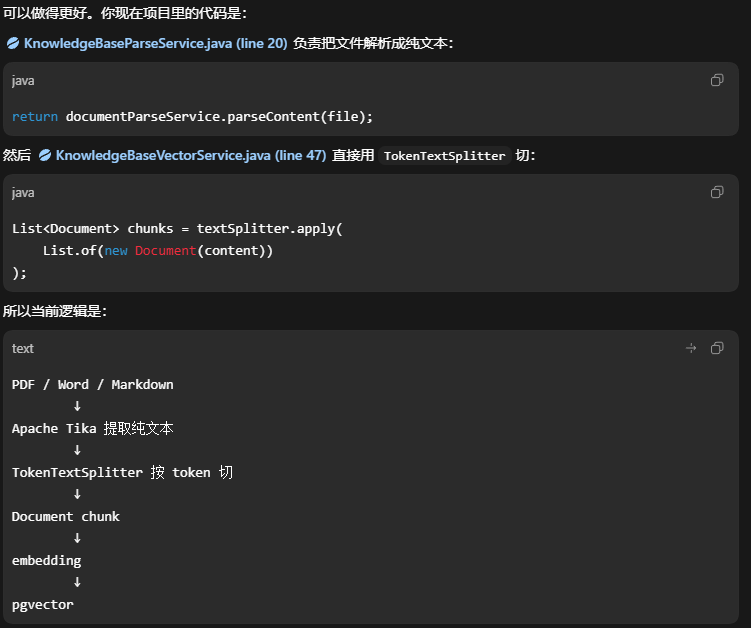 可以做得更好。你现在项目里的代码是：
KnowledgeBaseParseService.java (line 20) 负责把文件解析成纯文本：
java
return documentParseService.parseContent(file);
然后 KnowledgeBaseVectorService.java (line 47) 直接用 TokenTextSplitter 切：
java
List<Document> chunks = textSplitter.apply(
    List.of(new Document(content))
);
所以当前逻辑是：
text
PDF / Word / Markdown
↓
Apache Tika 提取纯文本
↓
TokenTextSplitter 按 token 切
↓
Document chunk
↓
embedding
↓
pgvector